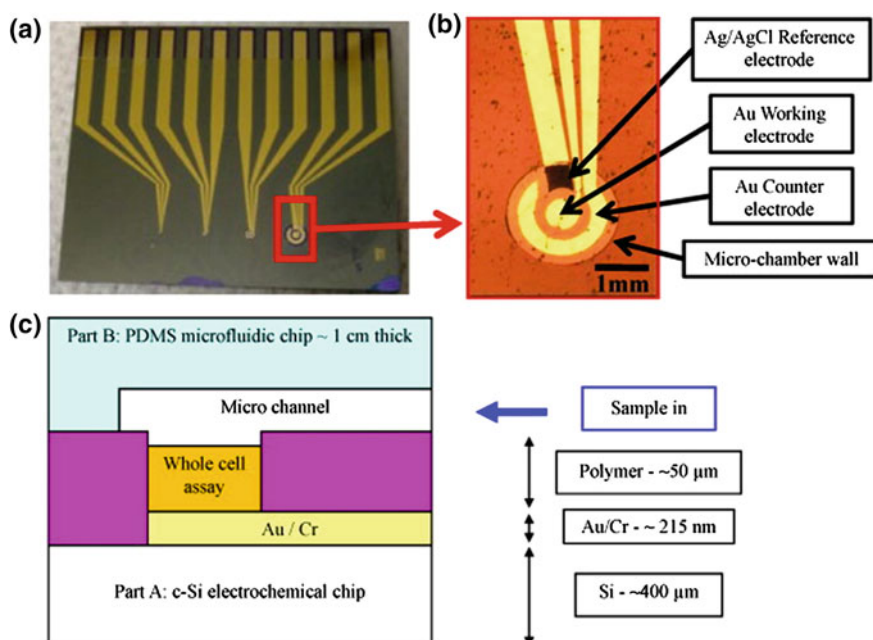 (a)
(b)
Ag/AgCl Reference
electrode
Au Working
electrode
Au Counter
electrode
Micro-chamber wall
1mm
(c)
Part B: PDMS microfluidic chip ~ 1 cm thick
Micro channel
Sample in
Whole cell
assay
Polymer - ~50 μm
Au / Cr
Au/Cr - ~ 215 nm
Part A: c-Si electrochemical chip
Si - ~400 μm